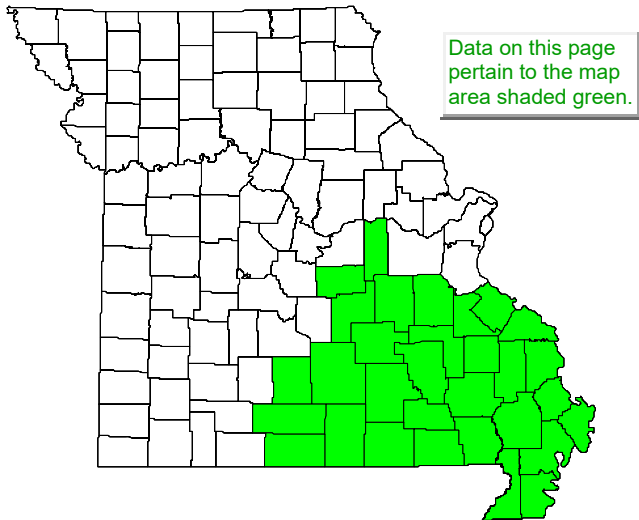 Data on this page
pertain to the map
area shaded green.